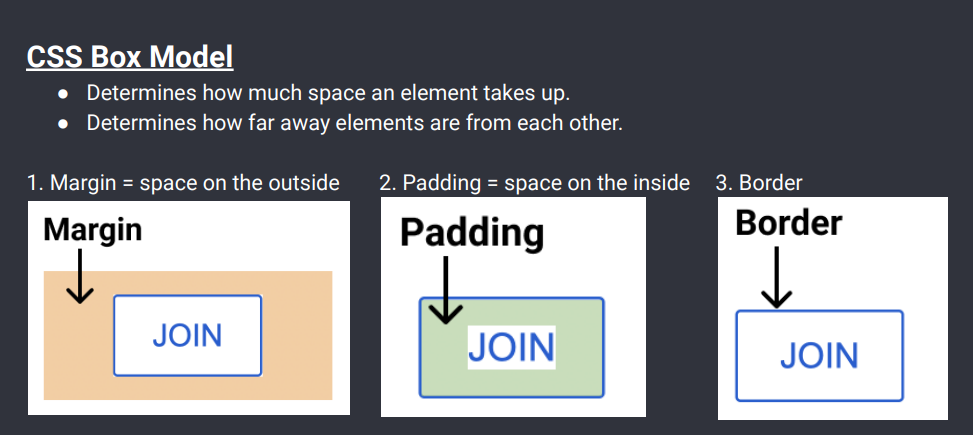 CSS Box Model
● Determines how much space an element takes up.
● Determines how far away elements are from each other.
1. Margin = space on the outside
2. Padding = space on the inside
3. Border
Margin
JOIN
Padding
JOIN
Border
JOIN